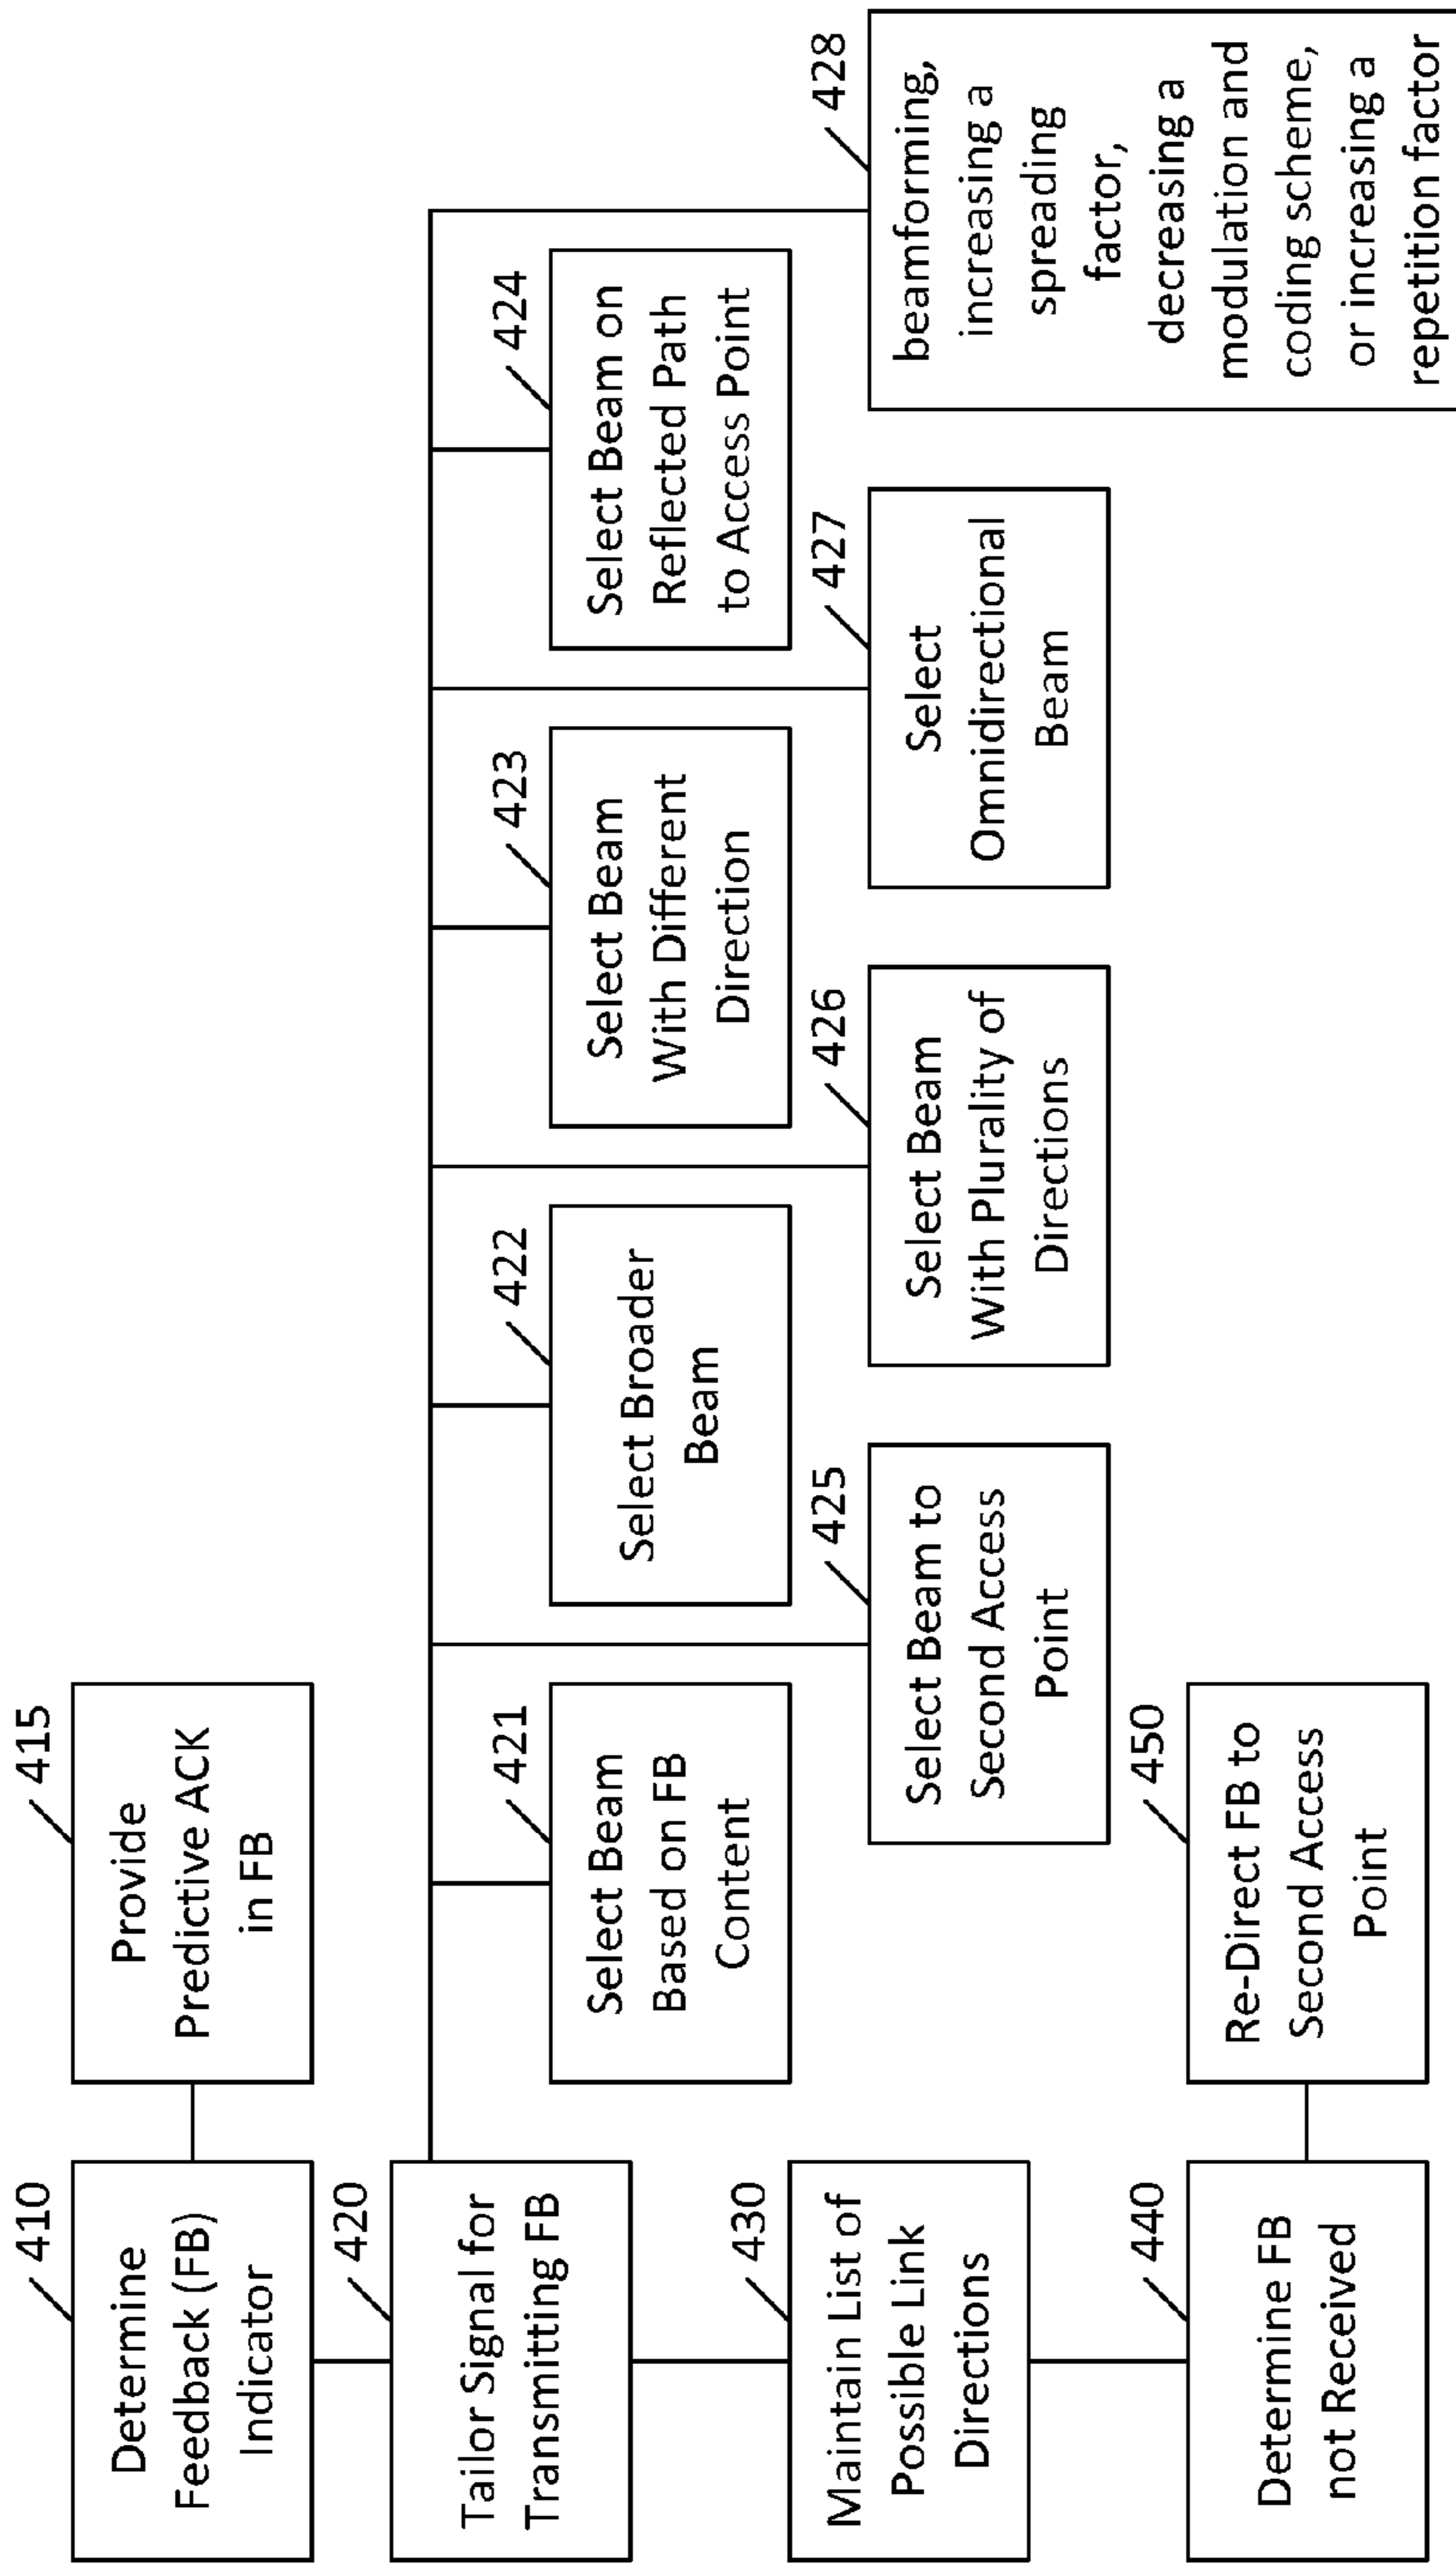 410
Determine
Feedback (FB)
Indicator
415
Provide
Predictive ACK
in FB
420
Tailor Signal for
Transmitting FB
421
Select Beam
Based on FB
Content
422
Select Broader
Beam
423
Select Beam
With Different
Direction
424
Select Beam on
Reflected Path
to Access Point
425
Select Beam to
Second Access
Point
426
Select Beam
With Plurality of
Directions
427
Select
Omnidirectional
Beam
428
beamforming,
increasing a
spreading
factor,
decreasing a
modulation and
coding scheme,
or increasing a
repetition factor
430
Maintain List of
Possible Link
Directions
440
Determine FB
not Received
450
Re-Direct FB to
Second Access
Point